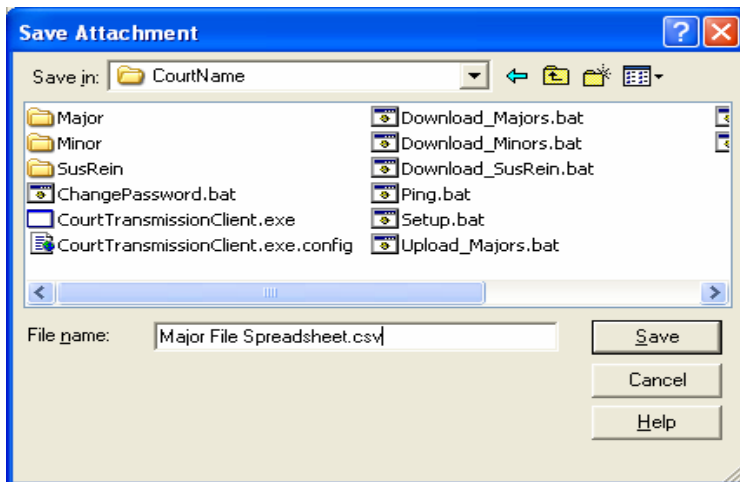 Save Attachment
Save in: CourtName
Major
Minor
SusRein
ChangePassword.bat
CourtTransmissionClient.exe
CourtTransmissionClient.exe.config
Download_Majors.bat
Download_Minors.bat
Download_SusRein.bat
Ping.bat
Setup.bat
Upload_Majors.bat
File name: Major File Spreadsheet.csv
Save
Cancel
Help